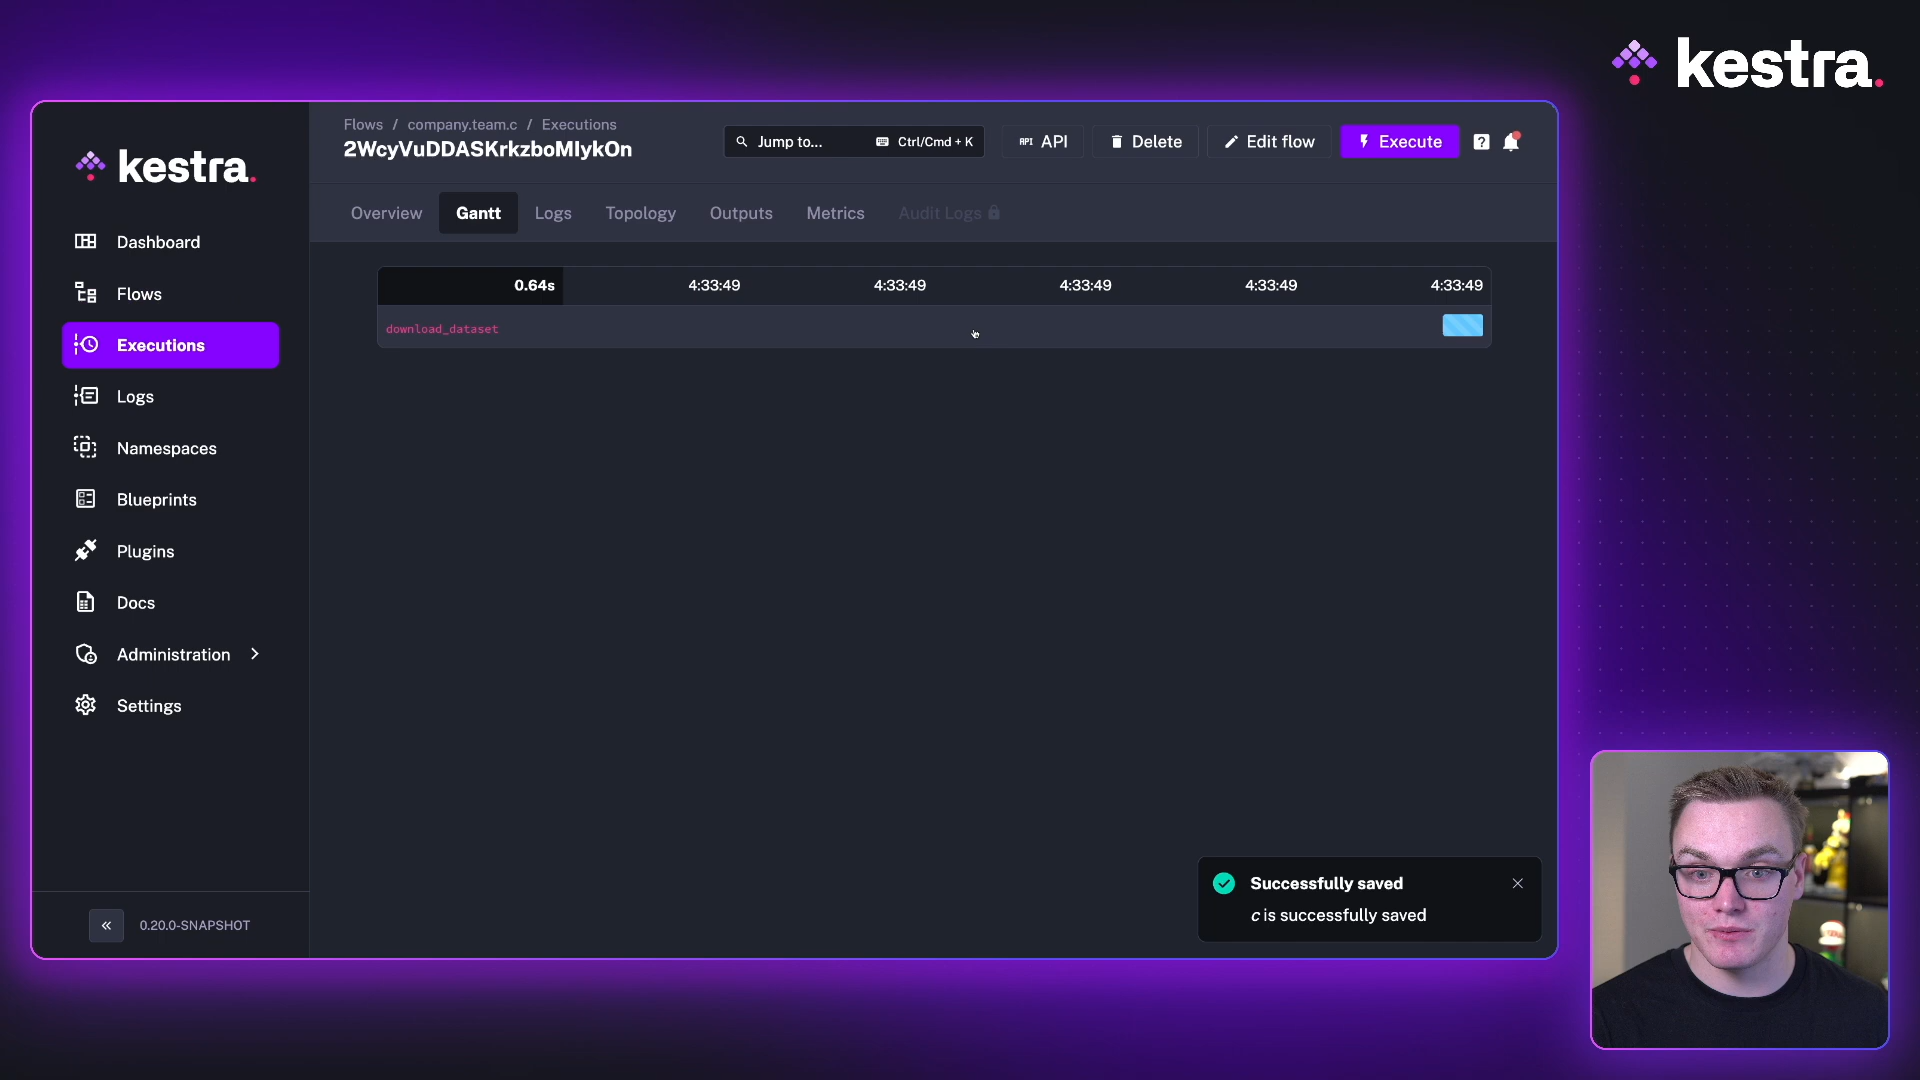 kestra.
kestra.
Dashboard
Flows
Executions
Logs
Namespaces
Blueprints
Plugins
Docs
Administration
Settings
0.20.0-SNAPSHOT
Flows / company.team.c / Executions
2WcyVuDDASKrkzboMIykOn
Jump to... Ctrl/Cmd + K
API API
Delete
Edit flow
Execute
Overview Gantt Logs Topology Outputs Metrics Audit Logs
0.64s 4:33:49 4:33:49 4:33:49 4:33:49 4:33:49
download_dataset
Successfully saved
c is successfully saved